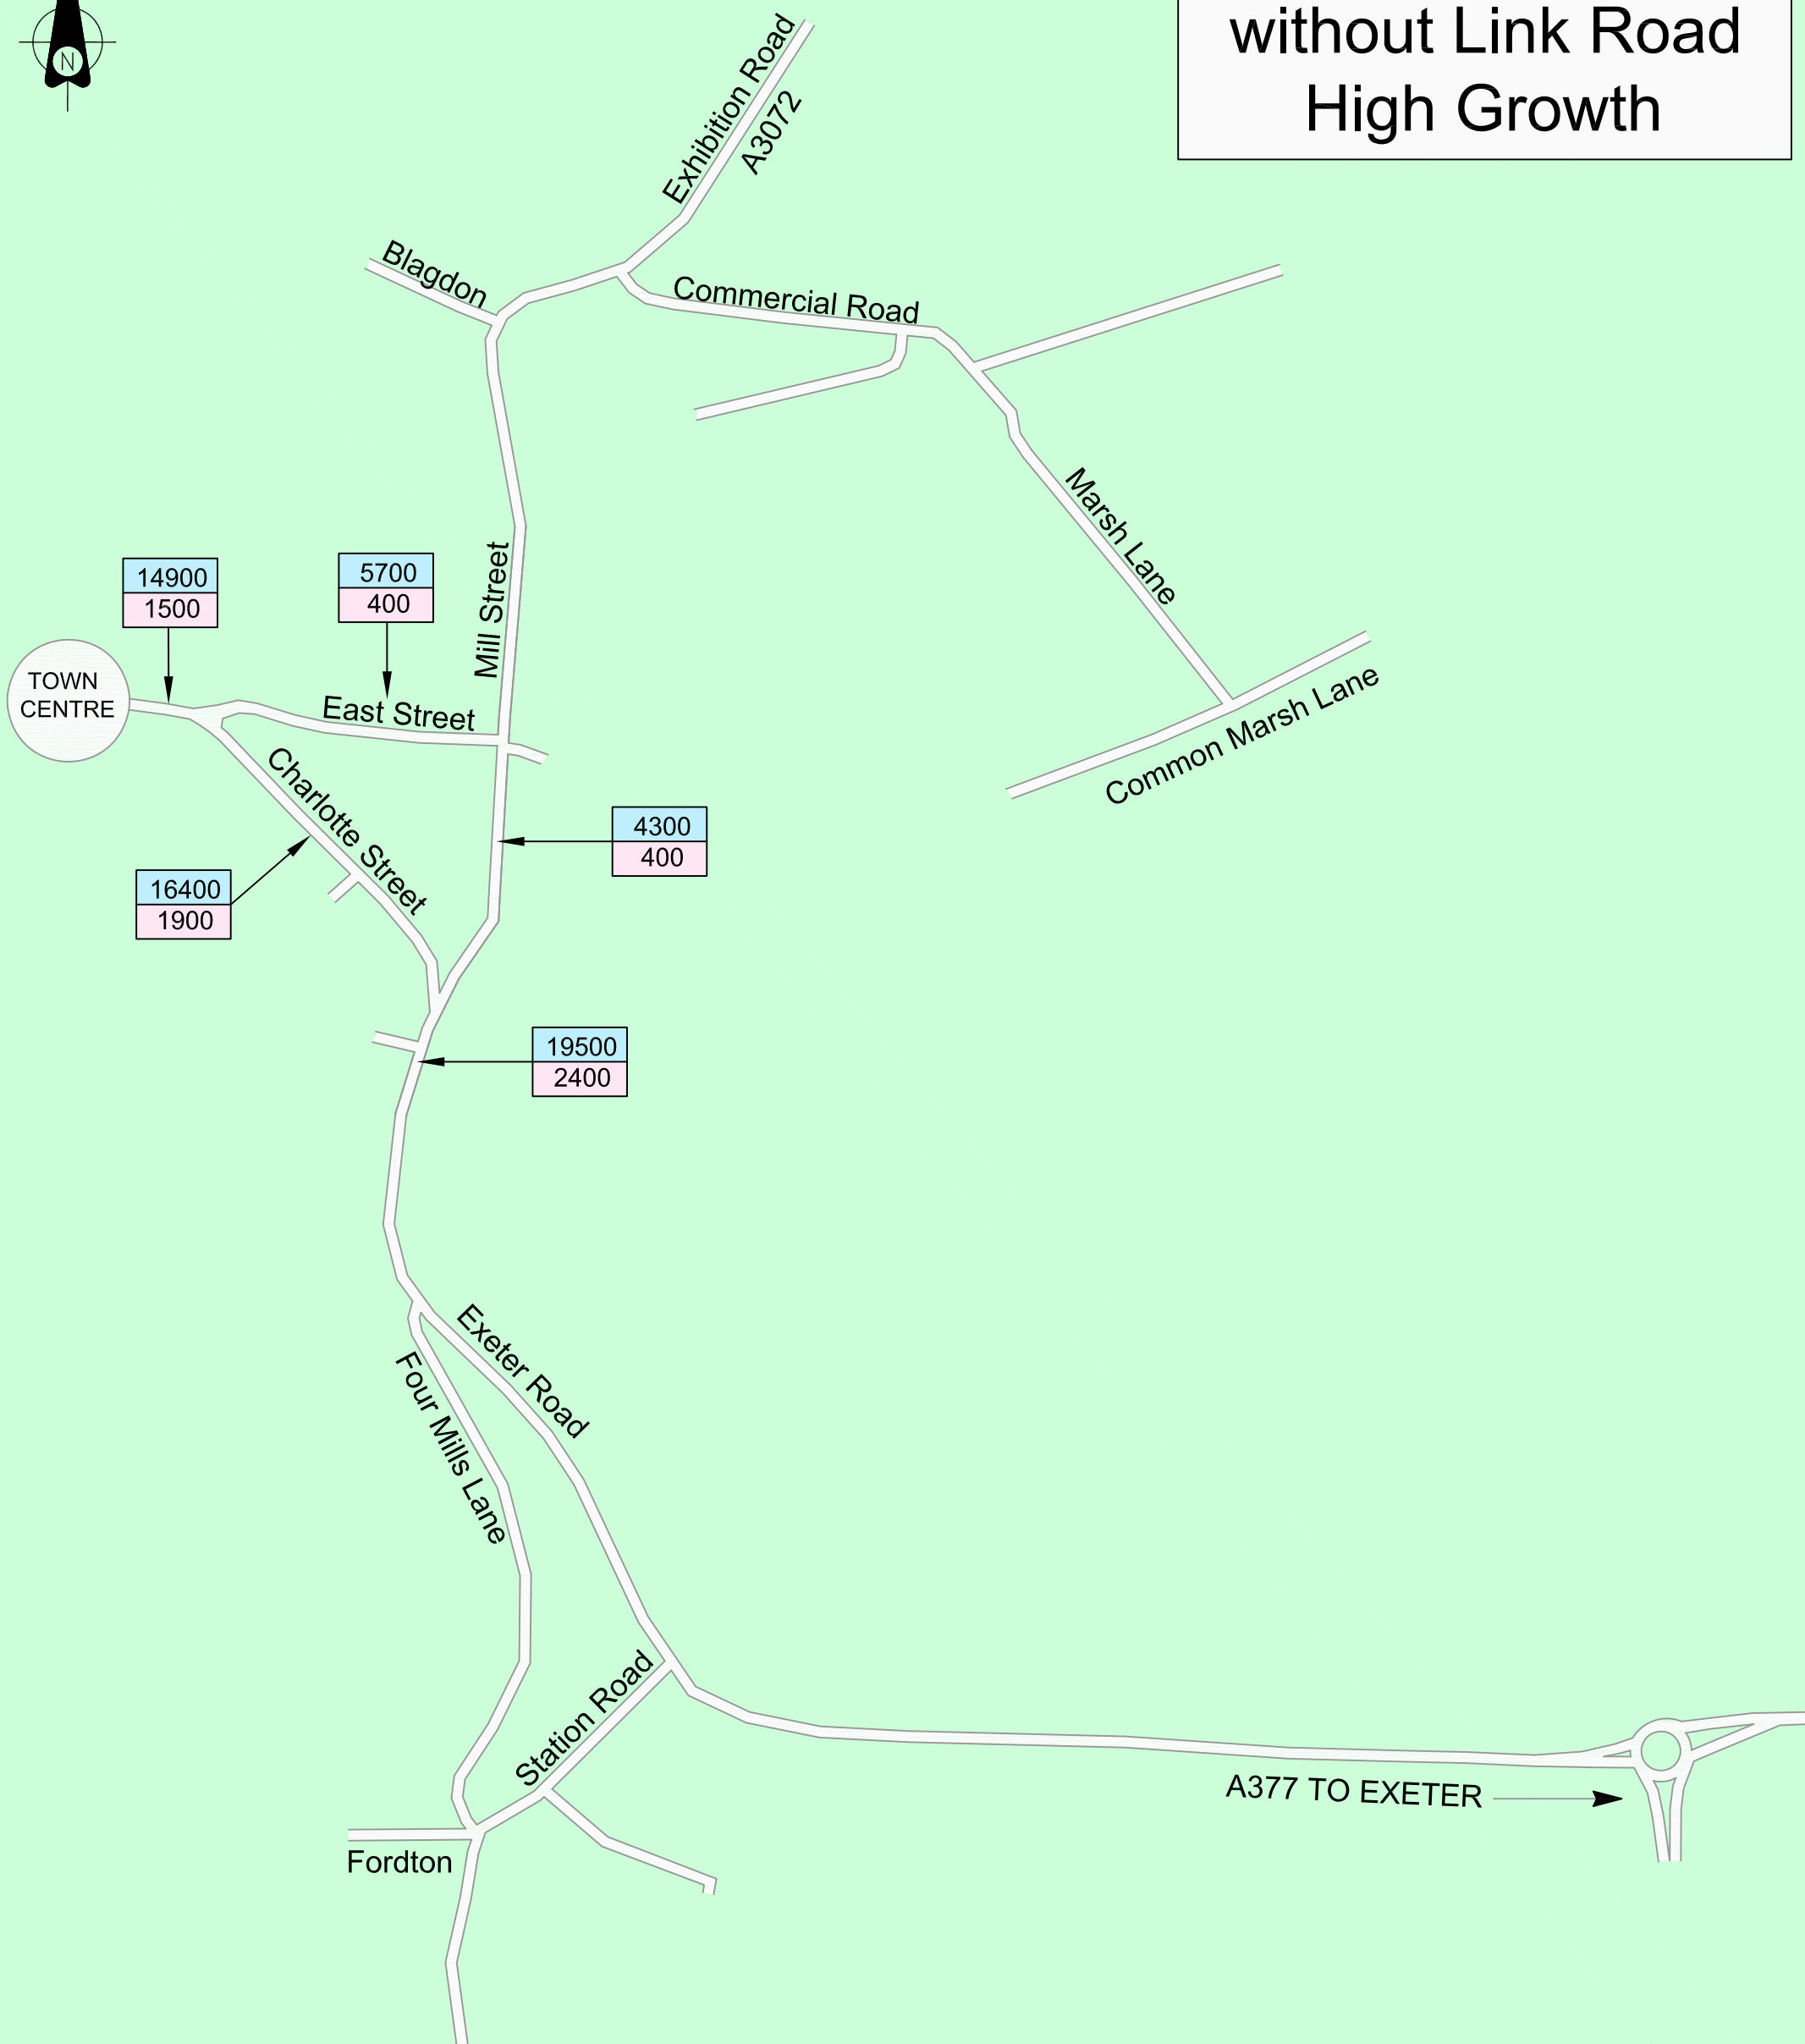 without Link Road
High Growth
N
Exhibition Road
A3072
Blagdon
Commercial Road
Marsh Lane
Mill Street
14900
1500
5700
400
TOWN
CENTRE
East Street
Common Marsh Lane
Charlotte Street
4300
400
16400
1900
19500
2400
Exeter Road
Four Mills Lane
Station Road
A377 TO EXETER
Fordton